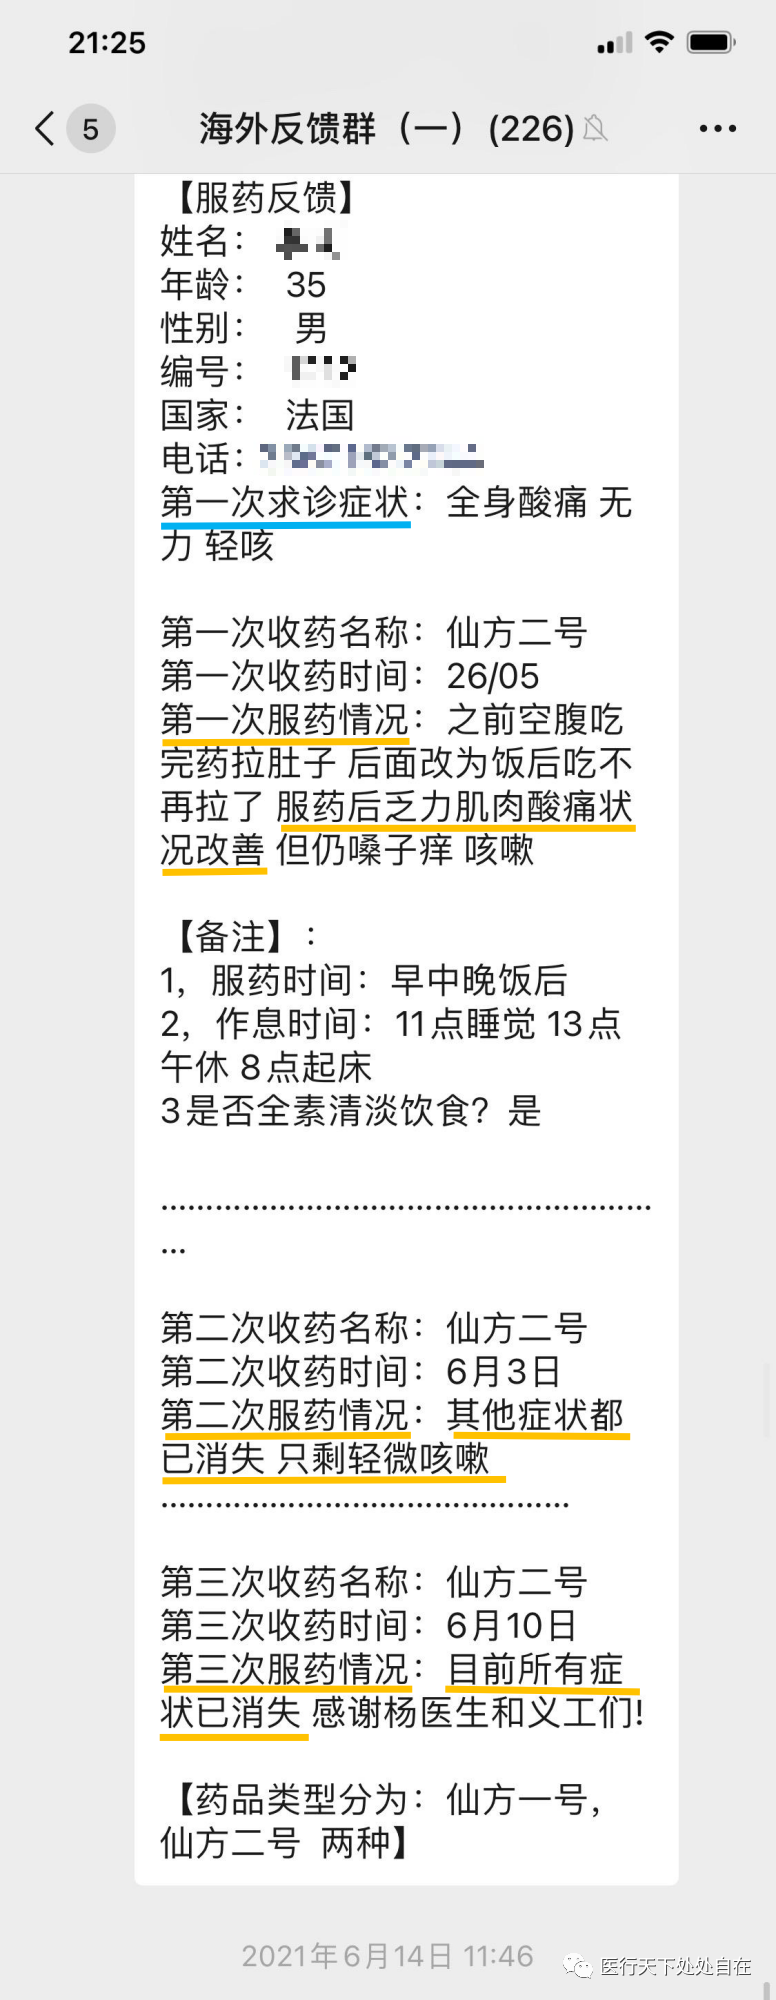 21:25
5
海外反馈群（一）(226)
【服药反馈】
姓名：
年龄： 35
性别： 男
编号：
国家： 法国
电话：
第一次求诊症状：全身酸痛 无
力 轻咳
第一次收药名称：仙方二号
第一次收药时间：26/05
第一次服药情况：之前空腹吃
完药拉肚子 后面改为饭后吃不
再拉了 服药后乏力肌肉酸痛状
况改善 但仍嗓子痒 咳嗽
【备注】：
1，服药时间：早中晚饭后
2，作息时间：11点睡觉 13点
午休 8点起床
3是否全素清淡饮食？是
......................................................
...
第二次收药名称：仙方二号
第二次收药时间：6月3日
第二次服药情况：其他症状都
已消失 只剩轻微咳嗽
.............................................
第三次收药名称：仙方二号
第三次收药时间：6月10日
第三次服药情况：目前所有症
状已消失 感谢杨医生和义工们!
【药品类型分为：仙方一号，
仙方二号 两种】
2021年6月14日 11:46
医行天下处处自在